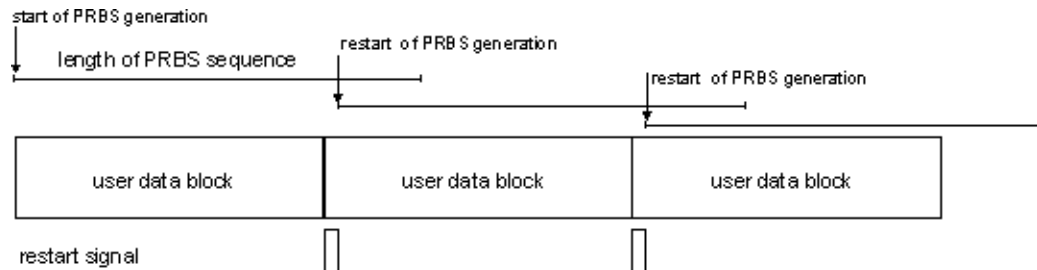 start of PRBS generation
restart of PRBS generation
length of PRBS sequence
restart of PRBS generation
user data block
user data block
user data block
restart signal